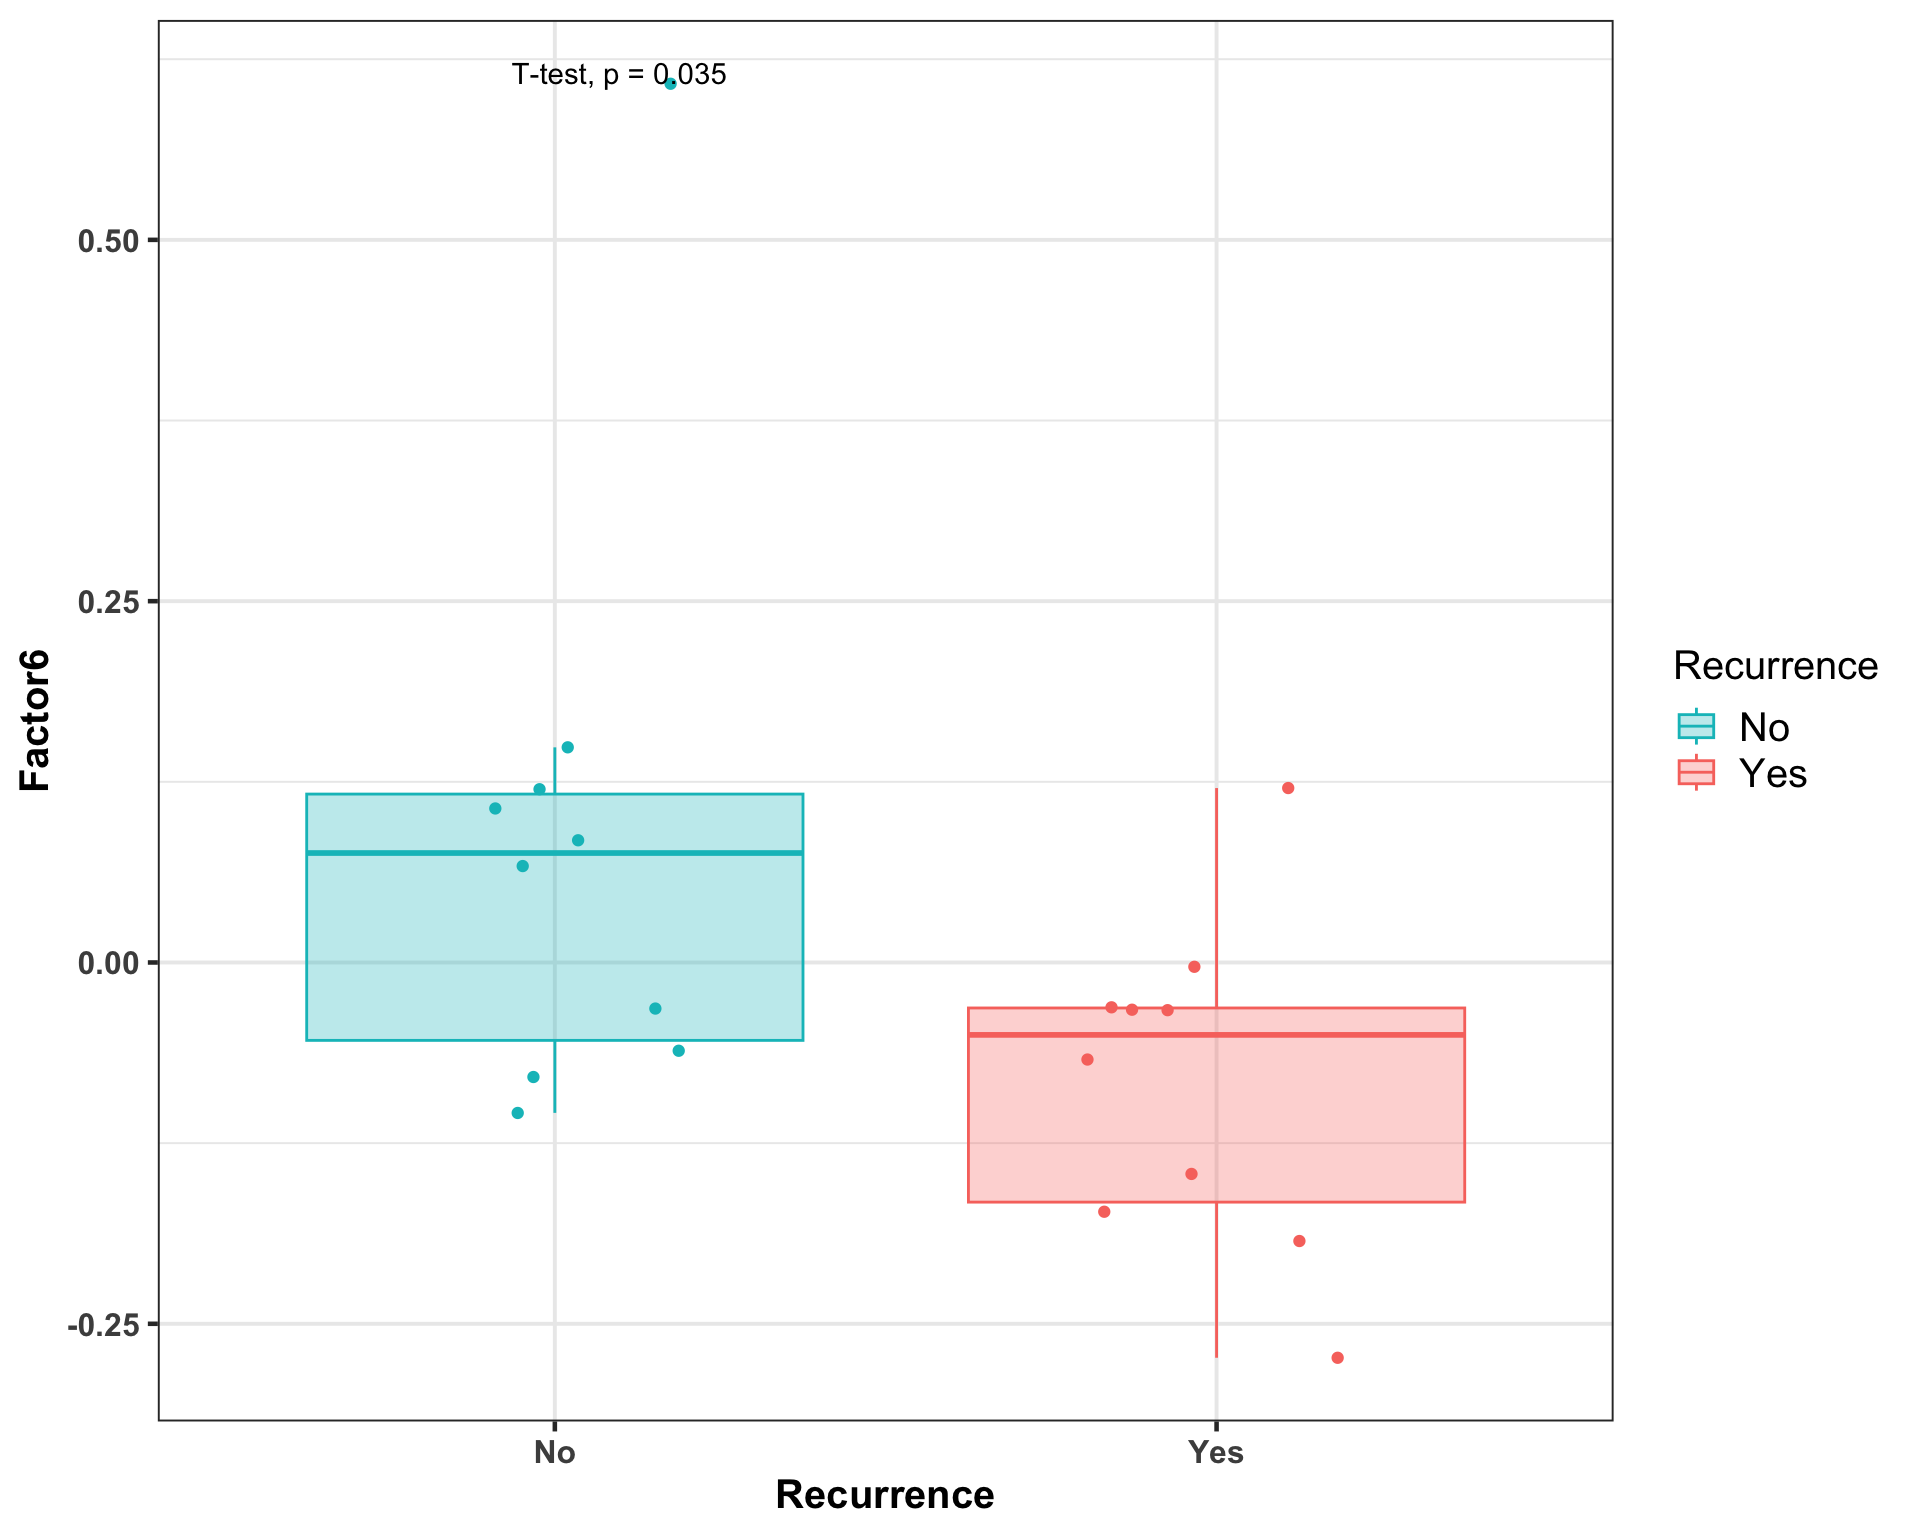 T-test, p = 0.035
0.50
0.25
0.00
-0.25
Factor6
No
Yes
Recurrence
Recurrence
No
Yes